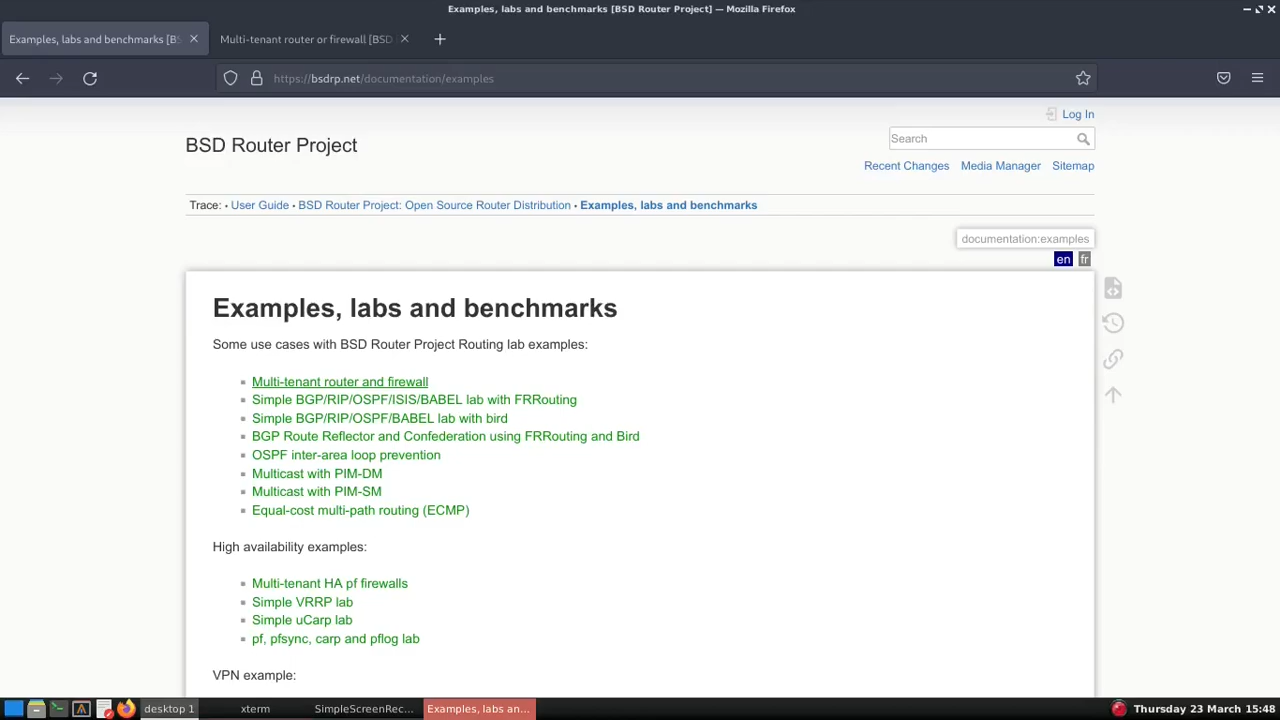 Examples, labs and benchmarks [BSD Router Project] — Mozilla Firefox
Examples, labs and benchmarks [BS
Multi-tenant router or firewall [BSD
https://bsdrp.net/documentation/examples
Log In
BSD Router Project
Search
Recent Changes Media Manager Sitemap
Trace: • User Guide • BSD Router Project: Open Source Router Distribution • Examples, labs and benchmarks
documentation:examples
en fr
Examples, labs and benchmarks
Some use cases with BSD Router Project Routing lab examples:
Multi-tenant router and firewall
Simple BGP/RIP/OSPF/ISIS/BABEL lab with FRRouting
Simple BGP/RIP/OSPF/BABEL lab with bird
BGP Route Reflector and Confederation using FRRouting and Bird
OSPF inter-area loop prevention
Multicast with PIM-DM
Multicast with PIM-SM
Equal-cost multi-path routing (ECMP)
High availability examples:
Multi-tenant HA pf firewalls
Simple VRRP lab
Simple uCarp lab
pf, pfsync, carp and pflog lab
VPN example:
desktop 1 xterm SimpleScreenRec... Examples, labs an... Thursday 23 March 15:48